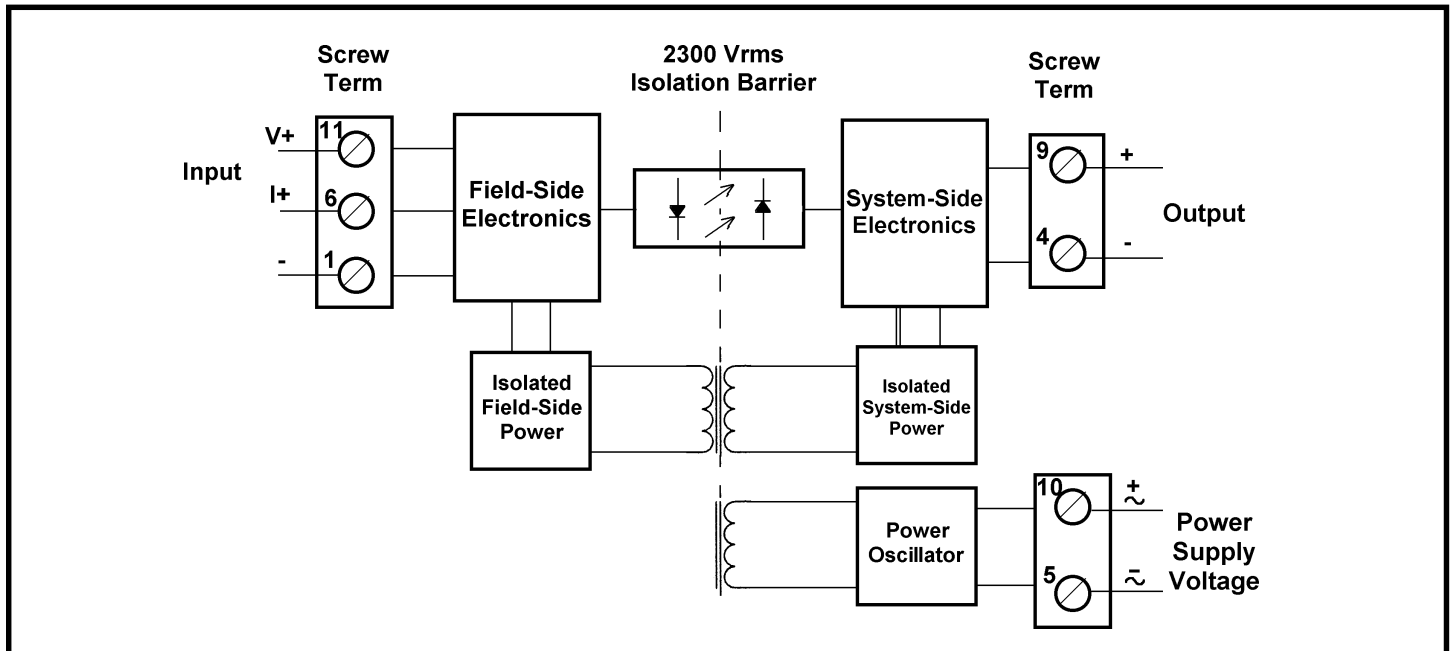 Screw
Term
2300 Vrms
Isolation Barrier
Screw
Term
Input
V+
11
I+
6
-
1
Field-Side
Electronics
System-Side
Electronics
9
+
4
-
Output
Isolated
Field-Side
Power
Isolated
System-Side
Power
Power
Oscillator
10
+
~
5
-
~
Power
Supply
Voltage